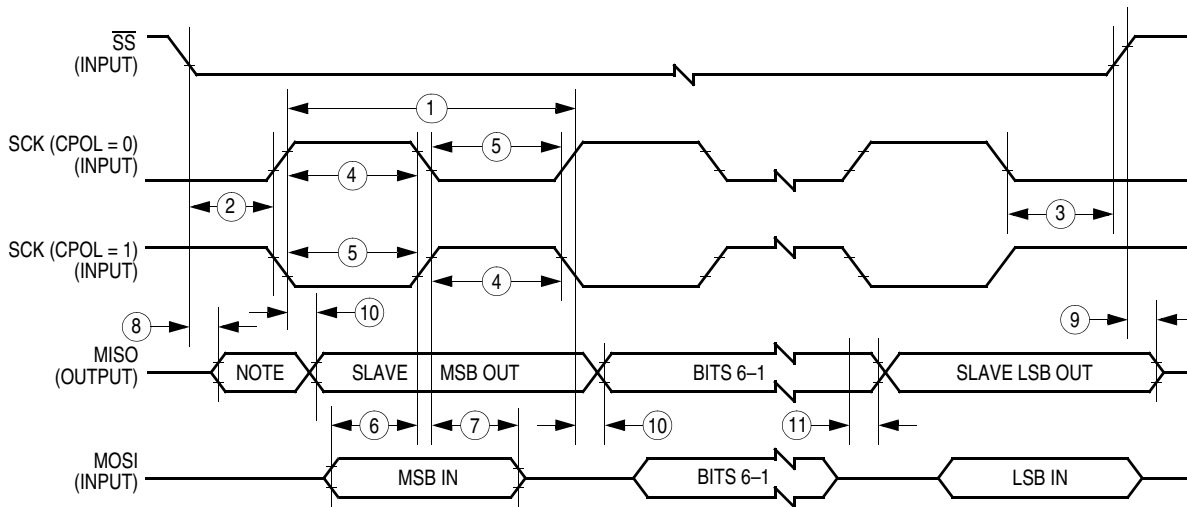 SS
(INPUT)
1
SCK (CPOL = 0)
(INPUT)
5
4
2
3
SCK (CPOL = 1)
(INPUT)
5
4
8
10
9
MISO
(OUTPUT)
NOTE
SLAVE MSB OUT
BITS 6–1
SLAVE LSB OUT
6
7
10
11
MOSI
(INPUT)
MSB IN
BITS 6–1
LSB IN